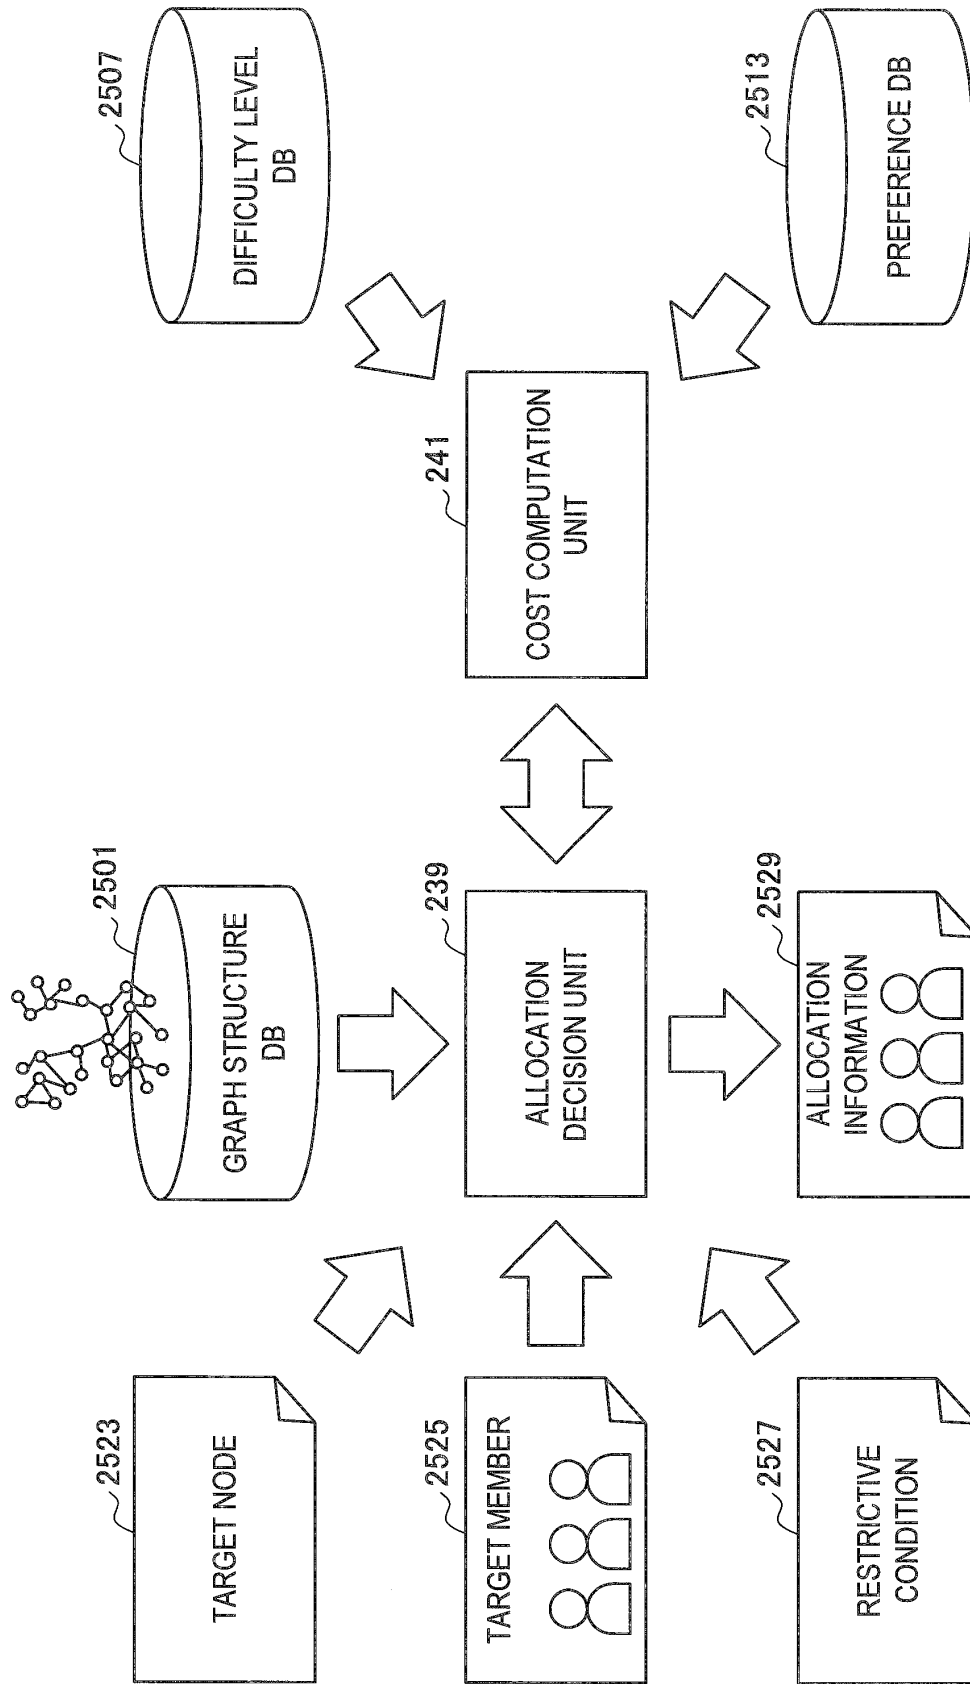 2523
TARGET NODE
2525
TARGET MEMBER
2527
RESTRICTIVE
CONDITION
2501
GRAPH STRUCTURE
DB
239
ALLOCATION
DECISION UNIT
2529
ALLOCATION
INFORMATION
241
COST COMPUTATION
UNIT
2507
DIFFICULTY LEVEL
DB
2513
PREFERENCE DB